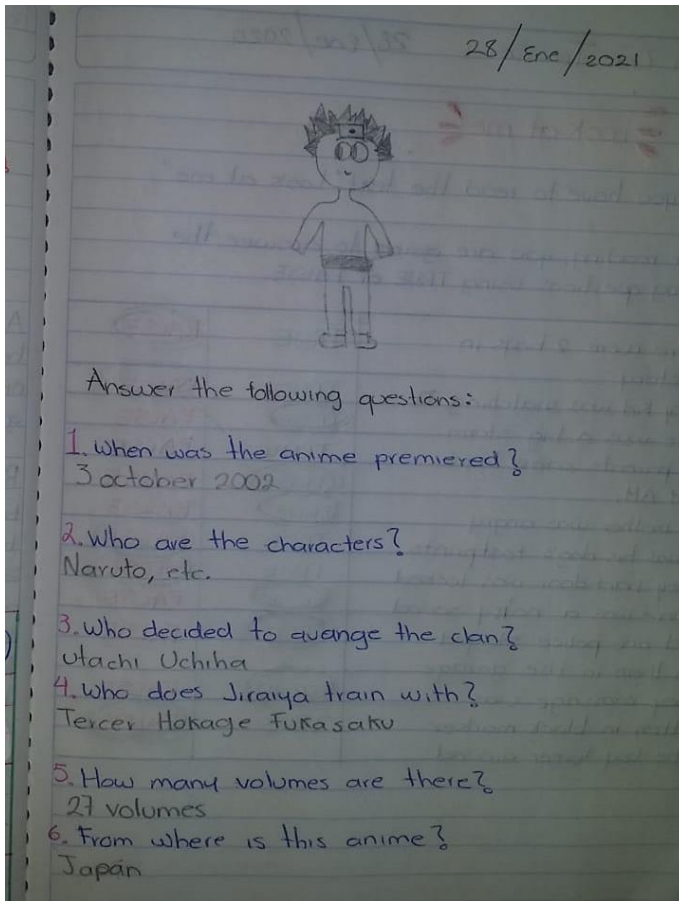 28/Ene/2021
Answer the following questions:
1. When was the anime premiered?
3 october 2002
2. Who are the characters?
Naruto, etc.
3. Who decided to avange the clan?
Utachi Uchiha
4. Who does Jiraiya train with?
Tercer Hokage Fukasaku
5. How many volumes are there?
27 volumes
6. From where is this anime?
Japán